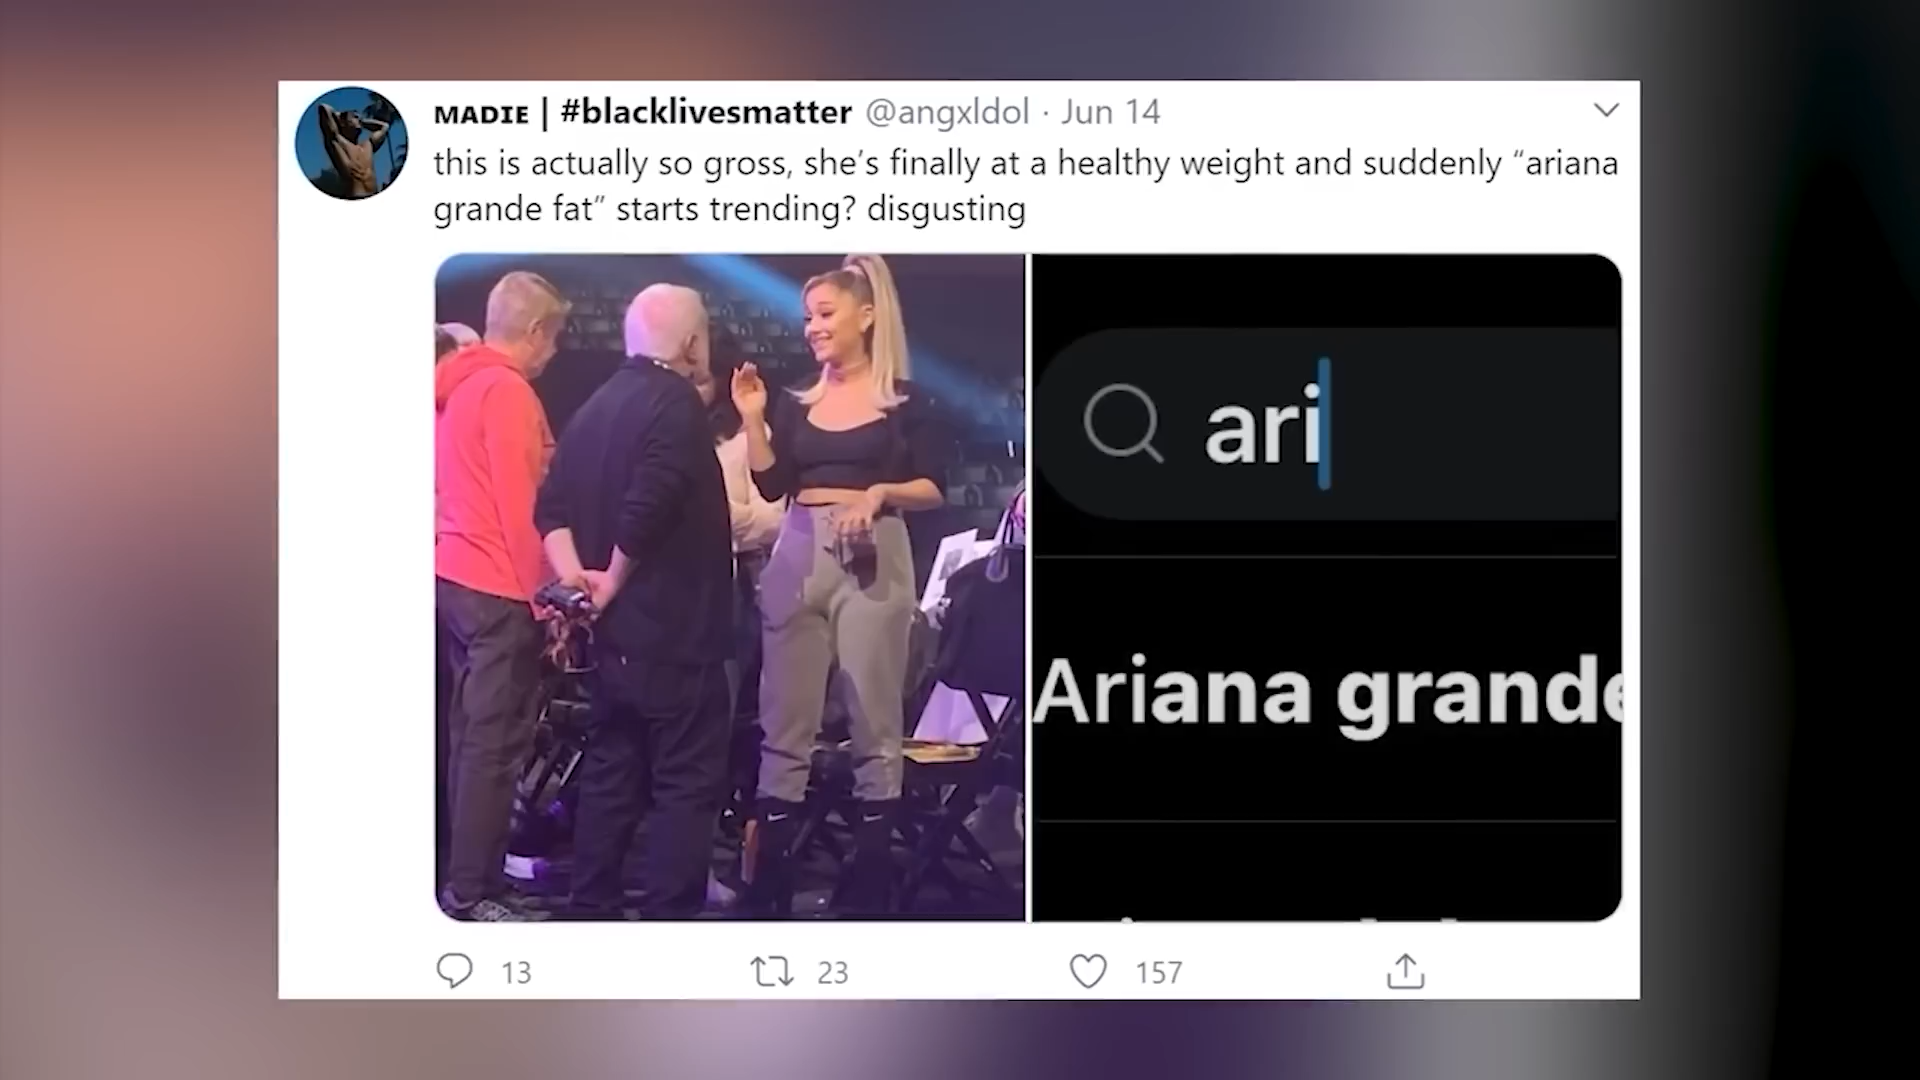 MADIE | #blacklivesmatter @angxldol · Jun 14
this is actually so gross, she's finally at a healthy weight and suddenly “ariana
grande fat” starts trending? disgusting
ari
Ariana grande
13 23 157